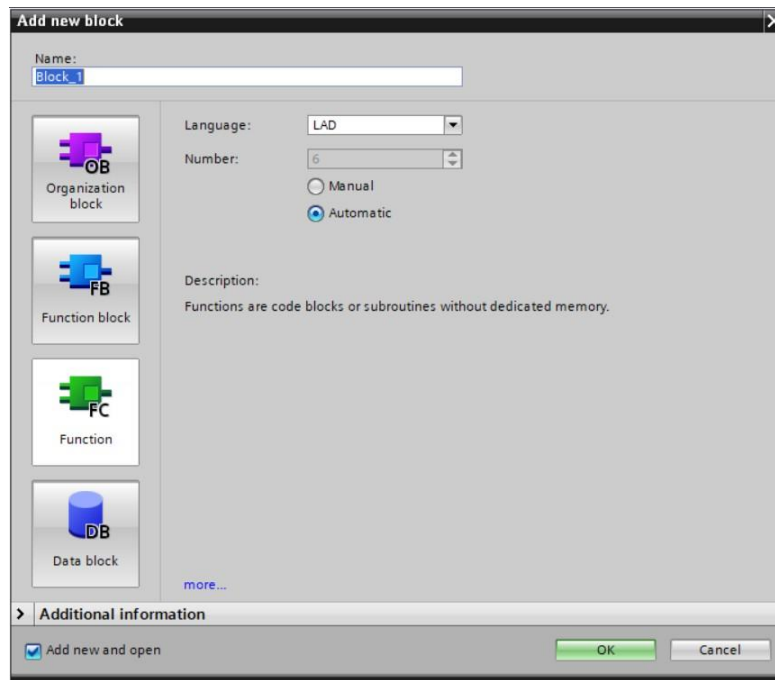 Add new block
Name:
Block_1
OB
Organization
block
FB
Function block
FC
Function
DB
Data block
Language:
LAD
Number:
6
Manual
Automatic
Description:
Functions are code blocks or subroutines without dedicated memory.
more...
Additional information
Add new and open
OK
Cancel